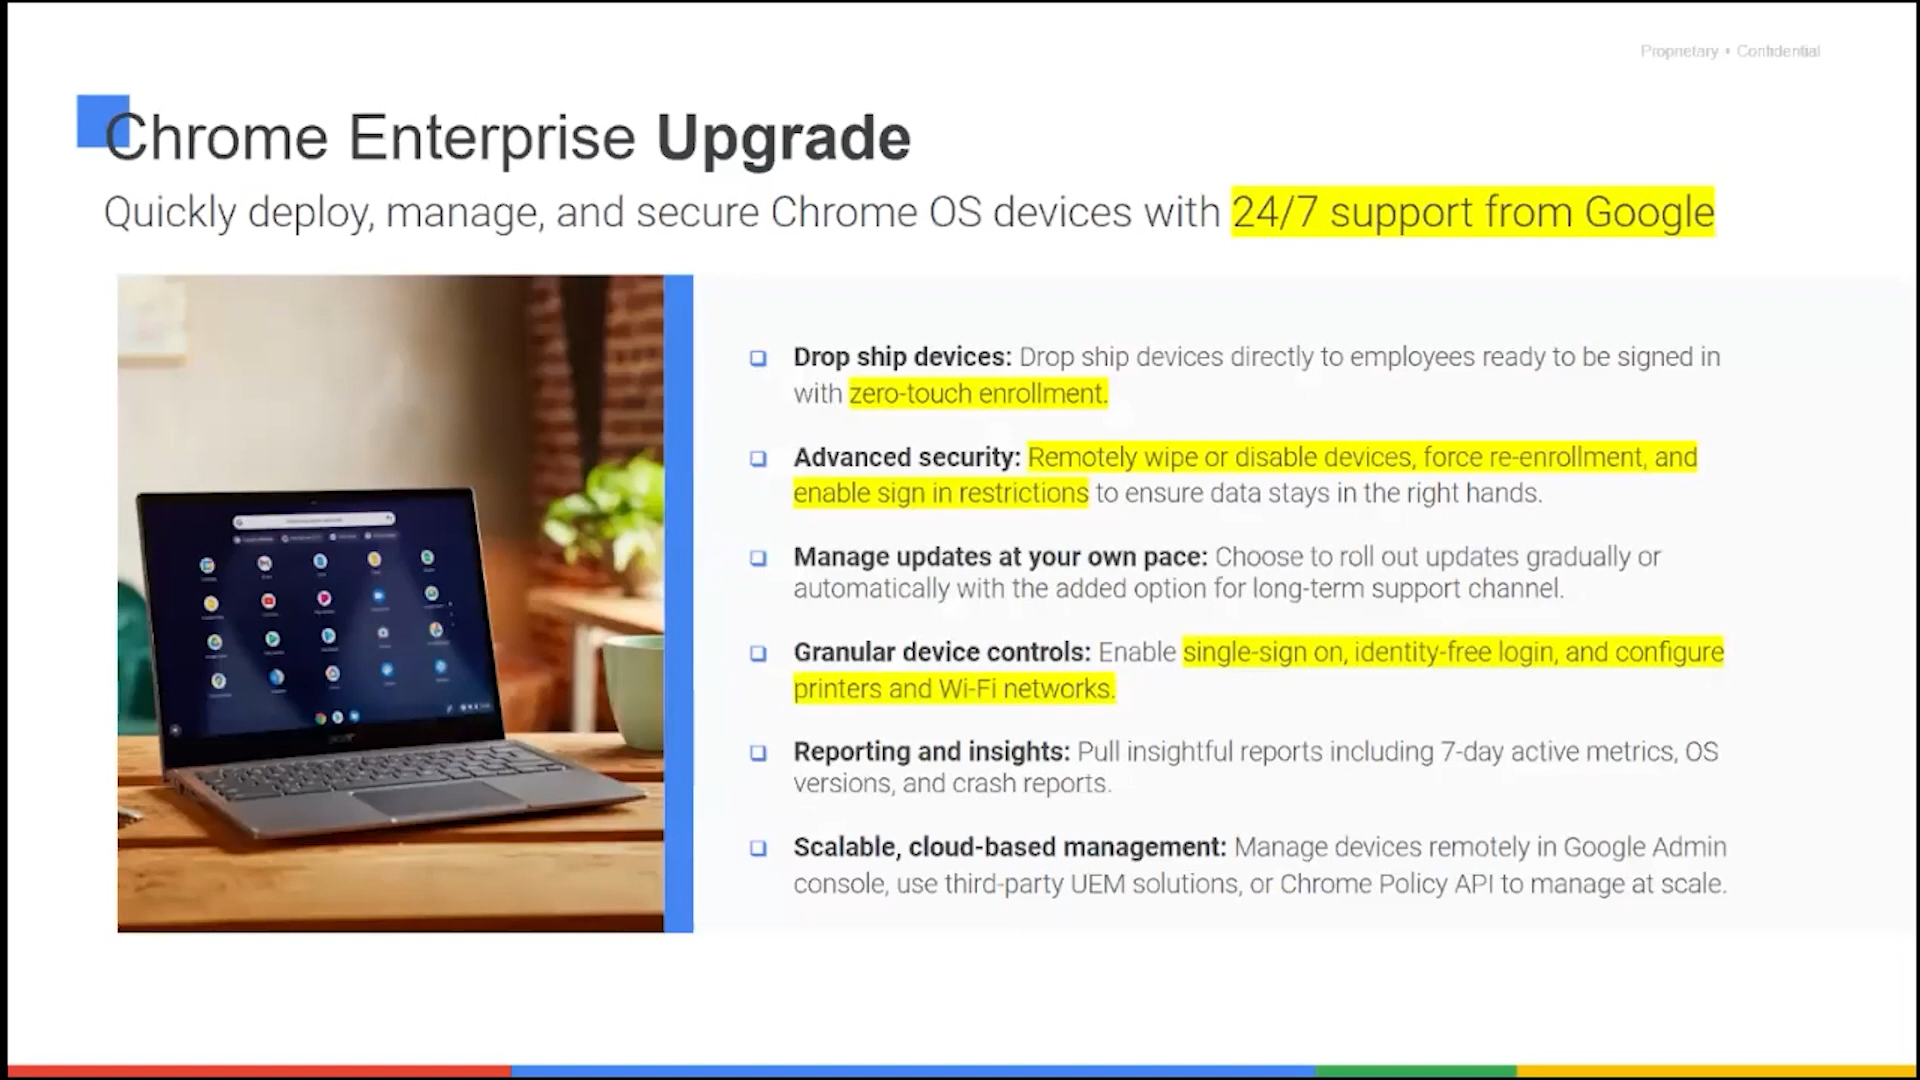 Proprietary • Confidential
Chrome Enterprise Upgrade
Quickly deploy, manage, and secure Chrome OS devices with 24/7 support from Google
Drop ship devices: Drop ship devices directly to employees ready to be signed in
with zero-touch enrollment.
Advanced security: Remotely wipe or disable devices, force re-enrollment, and
enable sign in restrictions to ensure data stays in the right hands.
Manage updates at your own pace: Choose to roll out updates gradually or
automatically with the added option for long-term support channel.
Granular device controls: Enable single-sign on, identity-free login, and configure
printers and Wi-Fi networks.
Reporting and insights: Pull insightful reports including 7-day active metrics, OS
versions, and crash reports.
Scalable, cloud-based management: Manage devices remotely in Google Admin
console, use third-party UEM solutions, or Chrome Policy API to manage at scale.